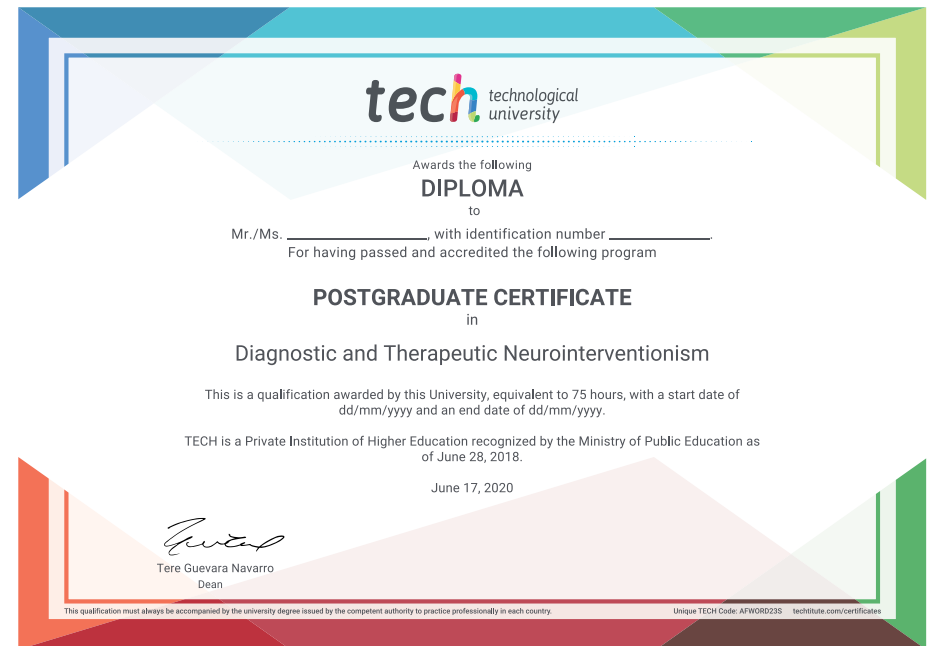 tech technological
university
Awards the following
DIPLOMA
to
Mr./Ms. ____________________, with identification number ______________.
For having passed and accredited the following program
POSTGRADUATE CERTIFICATE
in
Diagnostic and Therapeutic Neurointerventionism
This is a qualification awarded by this University, equivalent to 75 hours, with a start date of
dd/mm/yyyy and an end date of dd/mm/yyyy.
TECH is a Private Institution of Higher Education recognized by the Ministry of Public Education as
of June 28, 2018.
June 17, 2020
Tere Guevara Navarro
Dean
This qualification must always be accompanied by the university degree issued by the competent authority to practice professionally in each country. Unique TECH Code: AFWORD23S techtitute.com/certificates